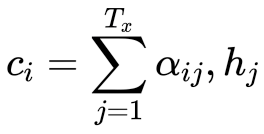 c_i = \sum_{j=1}^{T_x} \alpha_{ij}, h_j